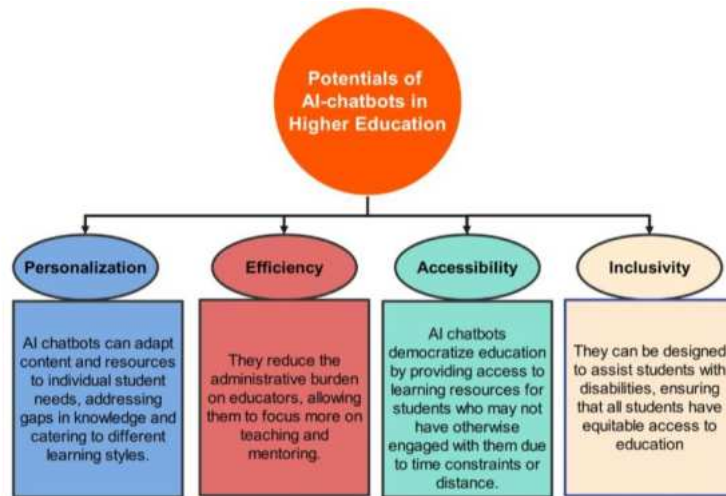 Potentials of
AI-chatbots in
Higher Education
Personalization
Efficiency
Accessibility
Inclusivity
AI chatbots can adapt
content and resources
to individual student
needs, addressing
gaps in knowledge and
catering to different
learning styles.
They reduce the
administrative burden
on educators, allowing
them to focus more on
teaching and
mentoring.
AI chatbots
democratize education
by providing access to
learning resources for
students who may not
have otherwise
engaged with them due
to time constraints or
distance.
They can be designed
to assist students with
disabilities, ensuring
that all students have
equitable access to
education